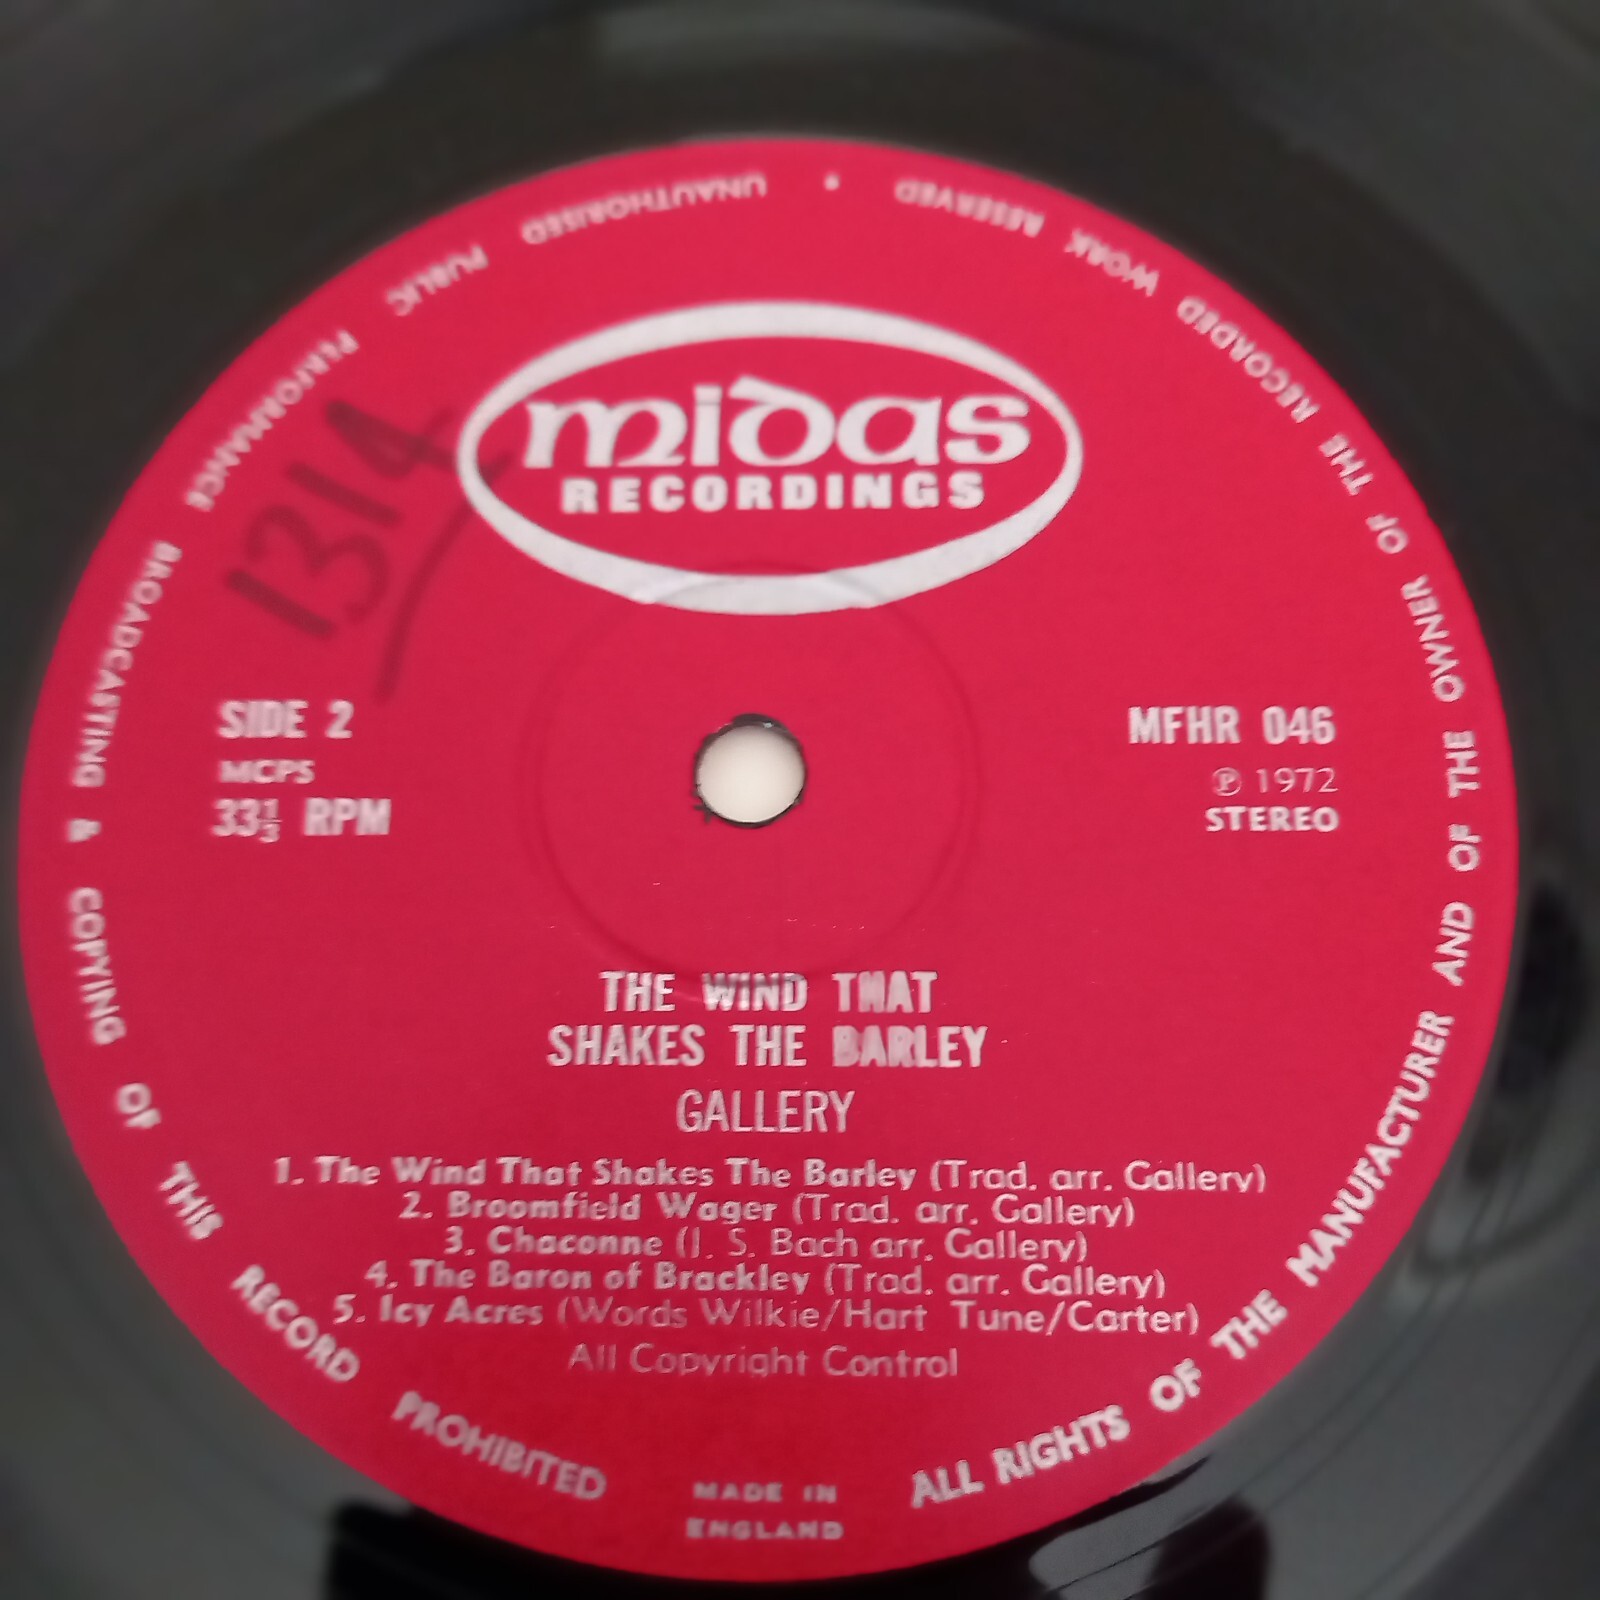 midas
RECORDINGS
1314
SIDE 2
MCPS
33⅓ RPM
MFHR 046
℗ 1972
STEREO
THE WIND THAT
SHAKES THE BARLEY
GALLERY
1. The Wind That Shakes The Barley (Trad. arr. Gallery)
2. Broomfield Wager (Trad. arr. Gallery)
3. Chaconne (J. S. Bach arr. Gallery)
4. The Baron of Brackley (Trad. arr. Gallery)
5. Icy Acres (Words Wilkie/Hart Tune/Carter)
All Copyright Control
MADE IN
ENGLAND
ALL RIGHTS OF THE MANUFACTURER AND OF THE OWNER OF THE RECORDED WORK RESERVED • UNAUTHORISED PUBLIC PERFORMANCE BROADCASTING & COPYING OF THIS RECORD PROHIBITED